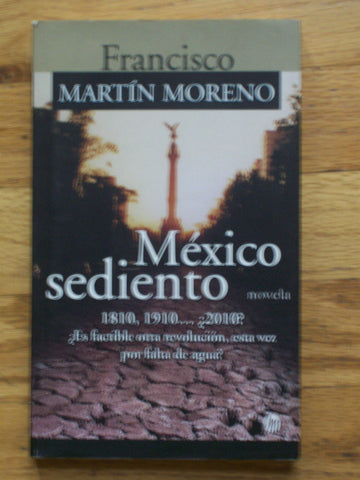 Francisco
MARTÍN MORENO
México
sediento
novela
1810, 1910... ¿2010?
¿Es factible otra revolución, esta vez
por falta de agua?